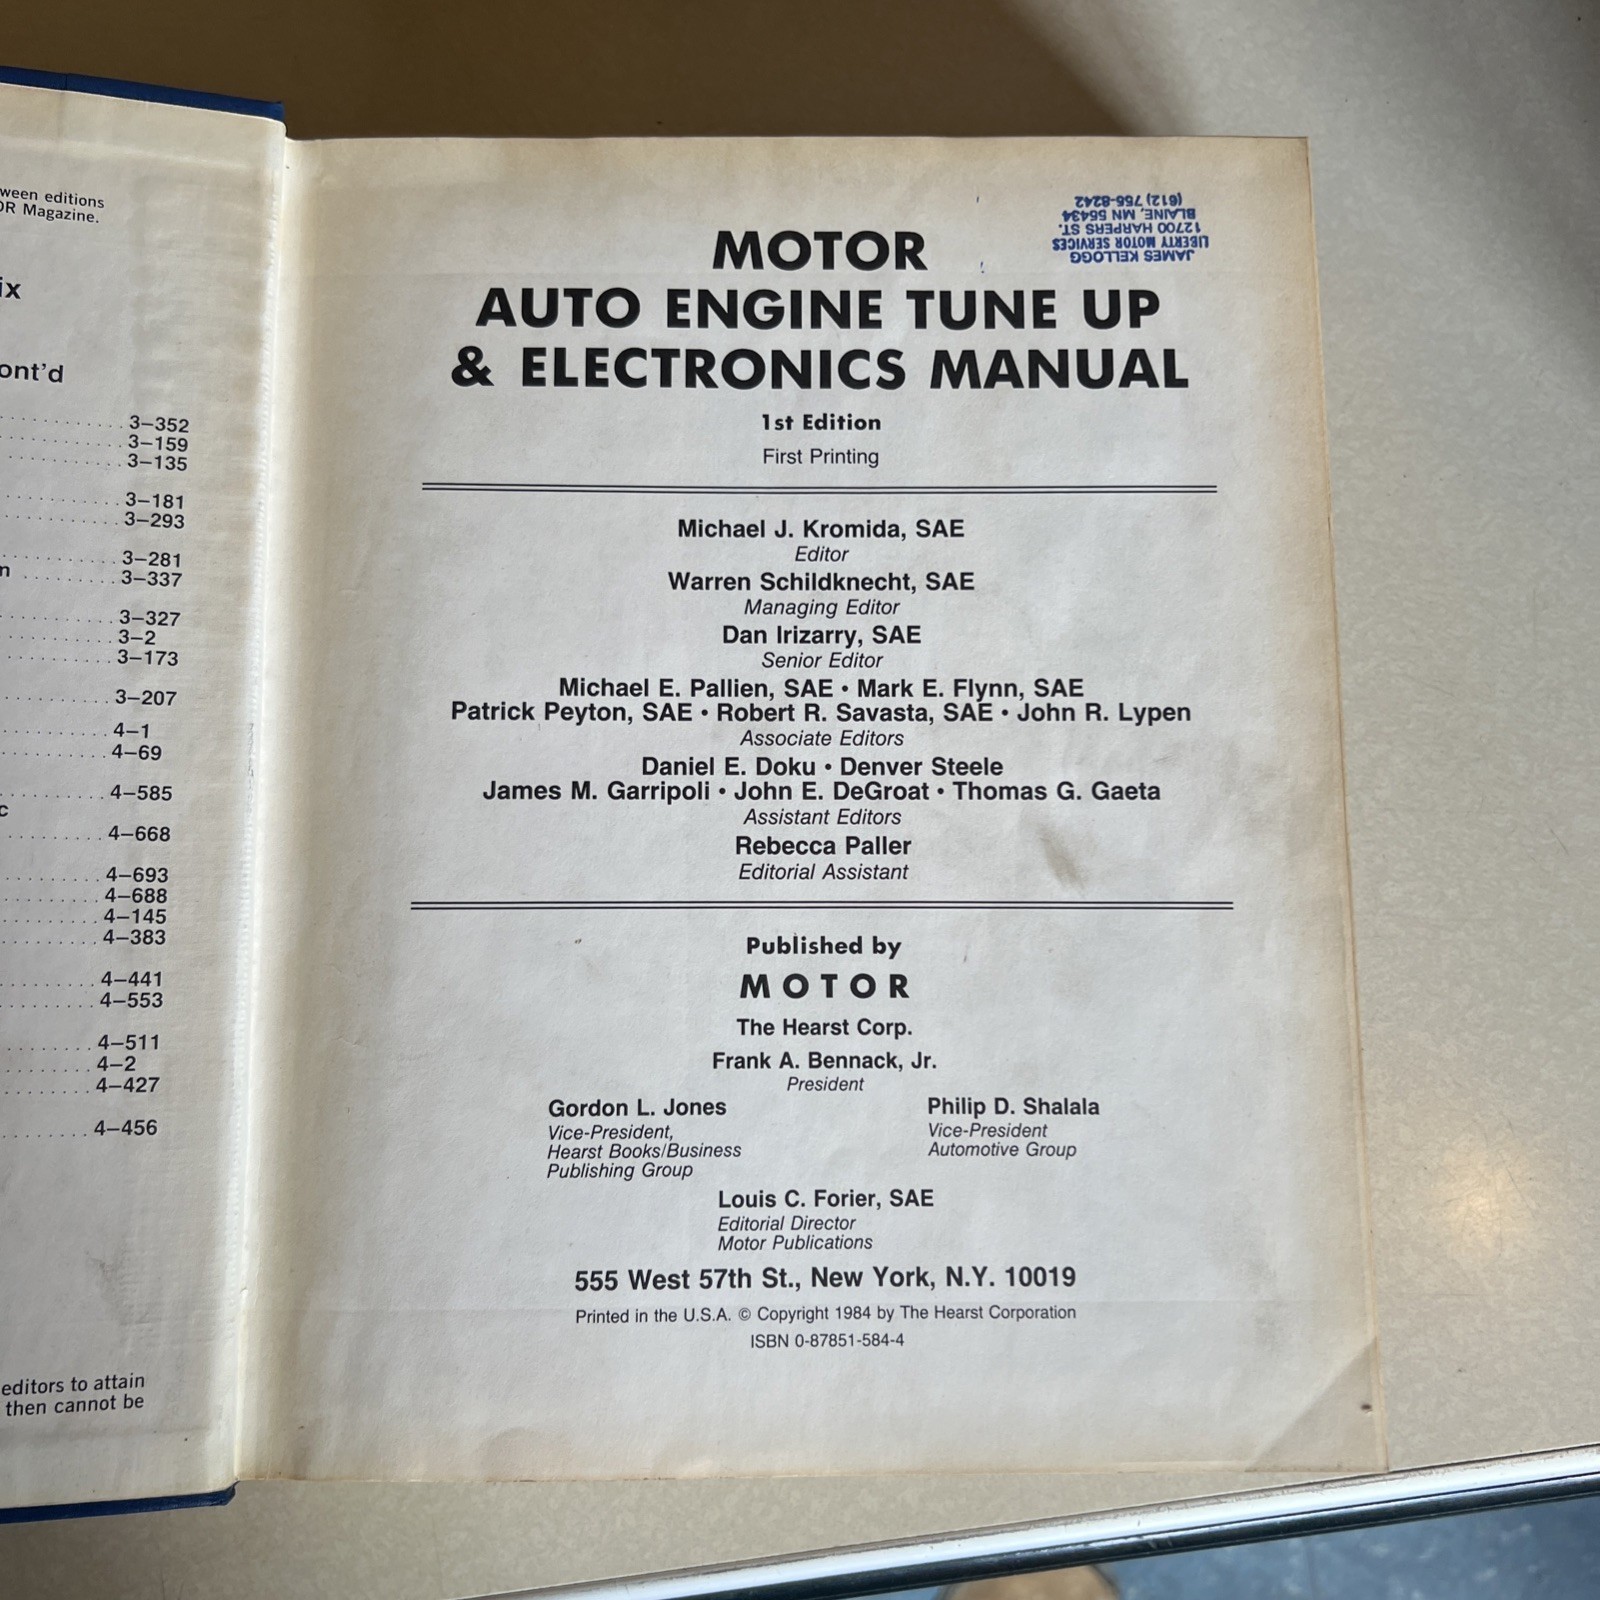 ween editions
OR Magazine.
ix
ont'd
3–352
3–159
3–135
3–181
3–293
3–281
n 3–337
3–327
3–2
3–173
3–207
4–1
4–69
4–585
c
4–668
4–693
4–688
4–145
4–383
4–441
4–553
4–511
4–2
4–427
4–456
editors to attain
then cannot be
JAMES KELLOGG
LIBERTY MOTOR SERVICES
12700 HARPERS ST.
BLAINE, MN 55434
(612) 755-8242
MOTOR
AUTO ENGINE TUNE UP
& ELECTRONICS MANUAL
1st Edition
First Printing
Michael J. Kromida, SAE
Editor
Warren Schildknecht, SAE
Managing Editor
Dan Irizarry, SAE
Senior Editor
Michael E. Pallien, SAE • Mark E. Flynn, SAE
Patrick Peyton, SAE • Robert R. Savasta, SAE • John R. Lypen
Associate Editors
Daniel E. Doku • Denver Steele
James M. Garripoli • John E. DeGroat • Thomas G. Gaeta
Assistant Editors
Rebecca Paller
Editorial Assistant
Published by
MOTOR
The Hearst Corp.
Frank A. Bennack, Jr.
President
Gordon L. Jones
Vice-President,
Hearst Books/Business
Publishing Group
Philip D. Shalala
Vice-President
Automotive Group
Louis C. Forier, SAE
Editorial Director
Motor Publications
555 West 57th St., New York, N.Y. 10019
Printed in the U.S.A. © Copyright 1984 by The Hearst Corporation
ISBN 0-87851-584-4